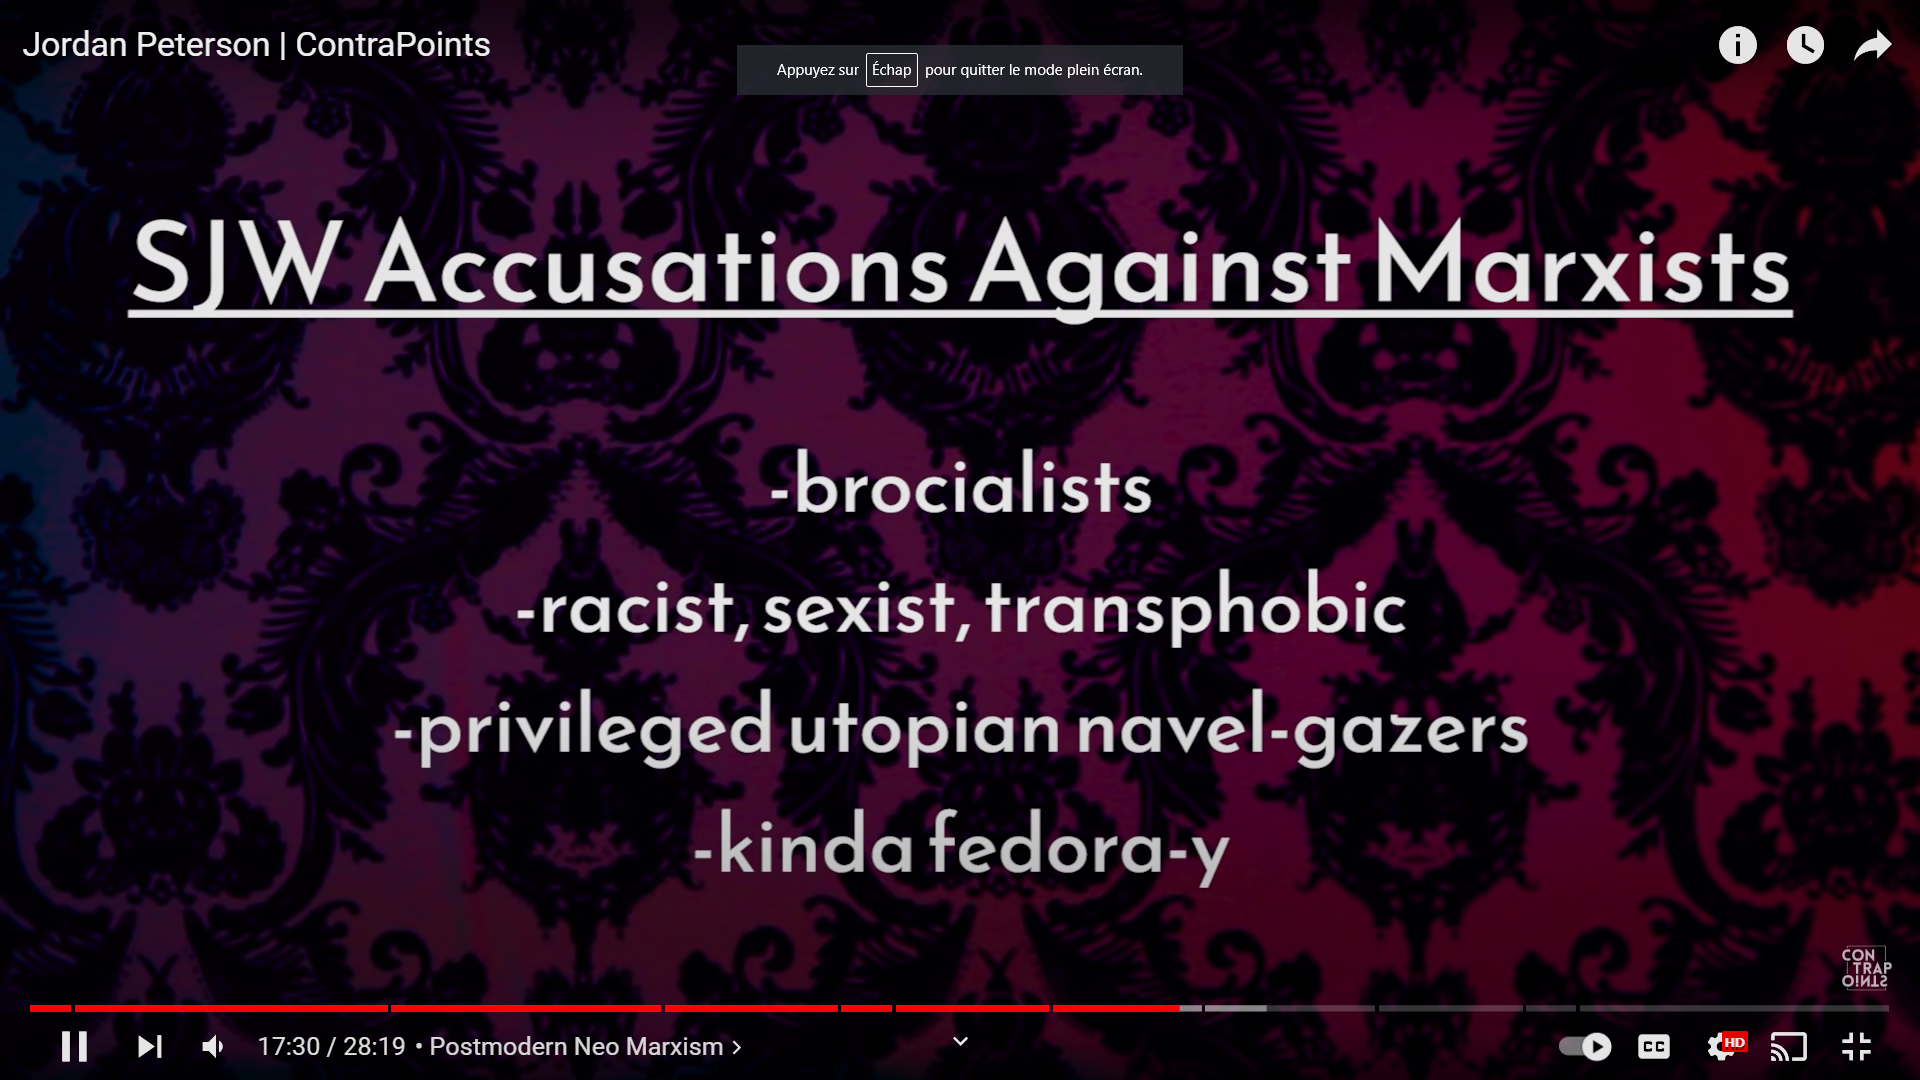 Jordan Peterson | ContraPoints
Appuyez sur Échap pour quitter le mode plein écran.
SJW Accusations Against Marxists
-brocialists
-racist, sexist, transphobic
-privileged utopian navel-gazers
-kinda fedora-y
CON
TRAP
OINTS
17:30 / 28:19 • Postmodern Neo Marxism
CC
HD